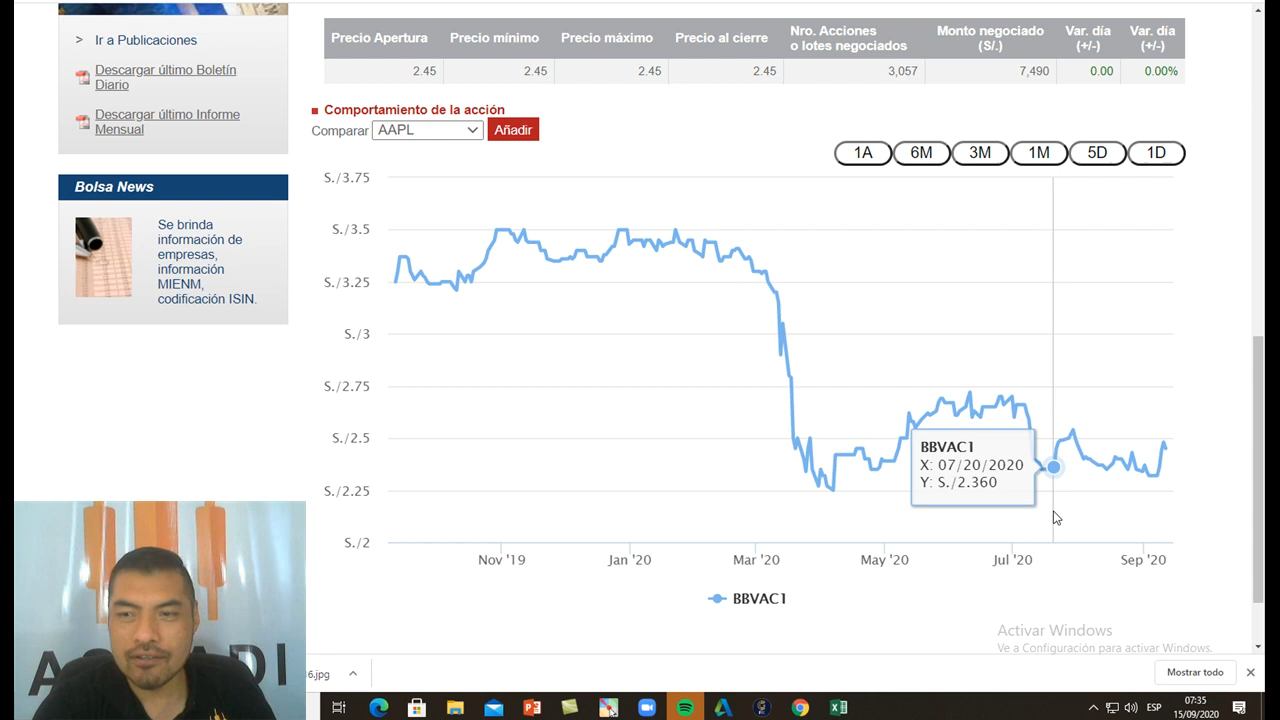 > Ir a Publicaciones
Descargar último Boletín
Diario
Descargar último Informe
Mensual
Bolsa News
Se brinda
información de
empresas,
información
MIENM,
codificación ISIN.
Precio Apertura Precio mínimo Precio máximo Precio al cierre Nro. Acciones o lotes negociados Monto negociado (S/.) Var. día (+/-) Var. día (+/-)
2.45 2.45 2.45 2.45 3,057 7,490 0.00 0.00%
Comportamiento de la acción
Comparar AAPL Añadir
1A 6M 3M 1M 5D 1D
S./3.75
S./3.5
S./3.25
S./3
S./2.75
S./2.5
S./2.25
S./2
BBVAC1
X: 07/20/2020
Y: S./2.360
Nov '19 Jan '20 Mar '20 May '20 Jul '20 Sep '20
BBVAC1
Activar Windows
Ve a Configuración para activar Windows.
6.jpg
Mostrar todo
ESP
07:35
15/09/2020